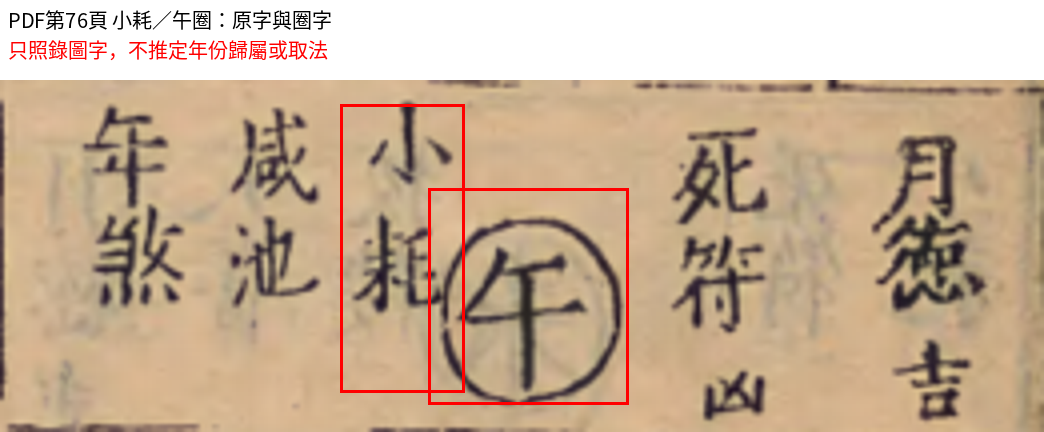 PDF第76頁 小耗／午圈：原字與圈字
只照錄圖字，不推定年份歸屬或取法
月德 吉
死符 凶
午
小耗
咸池
年煞